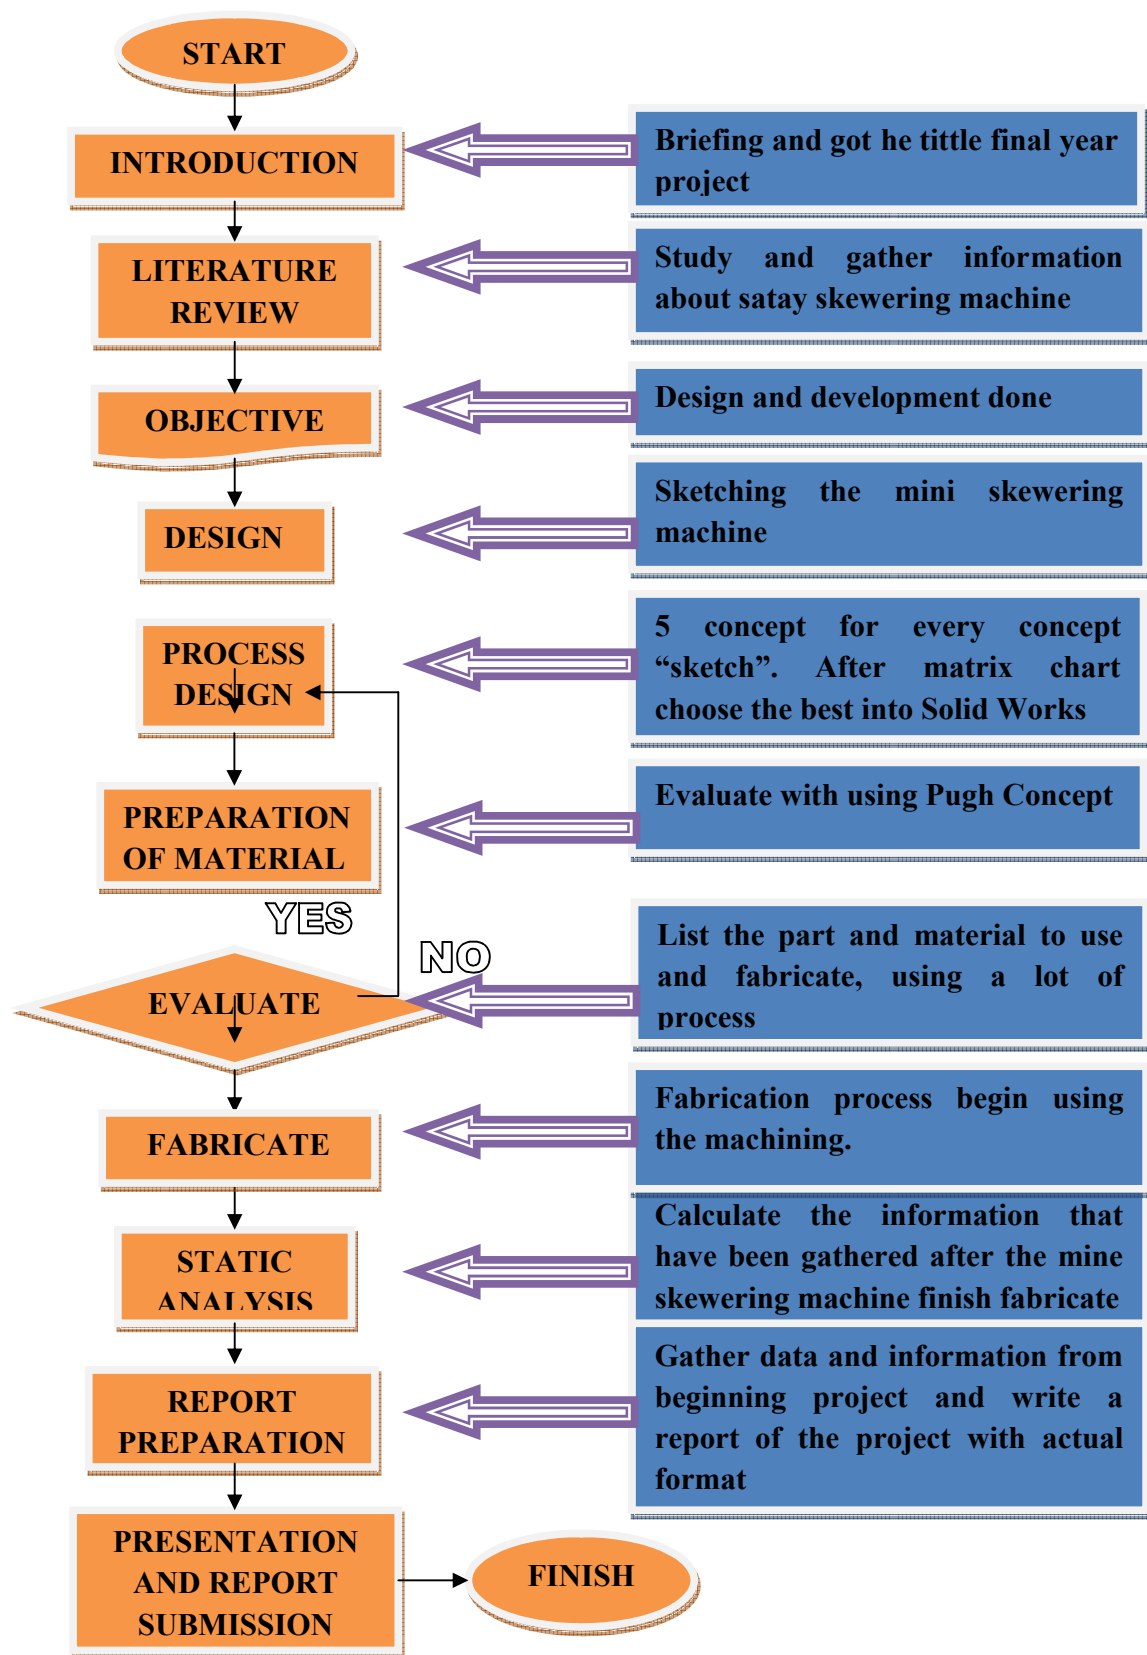 START
INTRODUCTION
Briefing and got he tittle final year
project
LITERATURE
REVIEW
Study and gather information
about satay skewering machine
OBJECTIVE
Design and development done
DESIGN
Sketching the mini skewering
machine
PROCESS
DESIGN
5 concept for every concept
“sketch”. After matrix chart
choose the best into Solid Works
PREPARATION
OF MATERIAL
Evaluate with using Pugh Concept
YES
NO
EVALUATE
List the part and material to use
and fabricate, using a lot of
process
FABRICATE
Fabrication process begin using
the machining.
STATIC
ANALYSIS
Calculate the information that
have been gathered after the mine
skewering machine finish fabricate
REPORT
PREPARATION
Gather data and information from
beginning project and write a
report of the project with actual
format
PRESENTATION
AND REPORT
SUBMISSION
FINISH